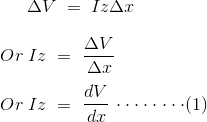 ΔV = IzΔx
Or Iz = ΔV/Δx
Or Iz = dV/dx ·········(1)